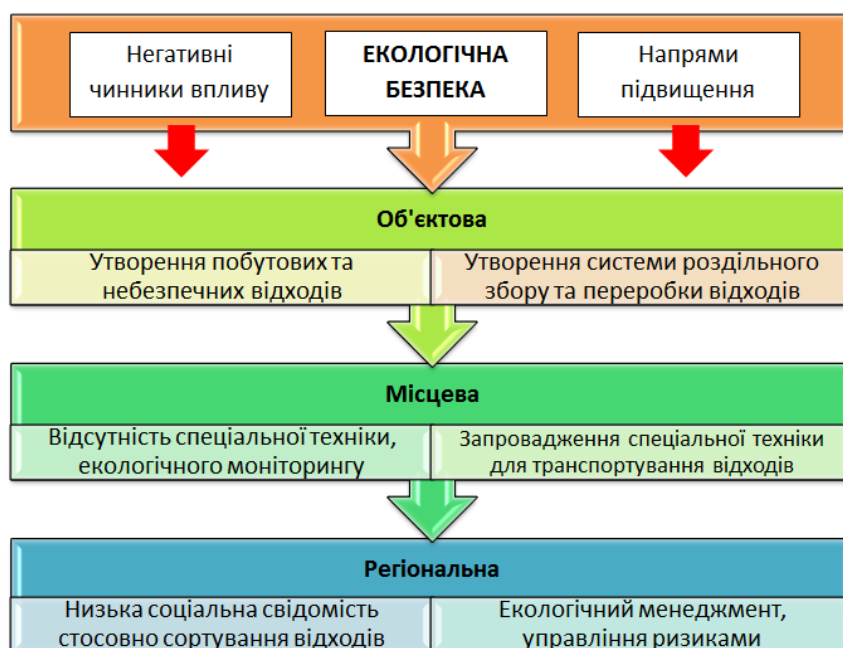 Негативні
чинники впливу
ЕКОЛОГІЧНА
БЕЗПЕКА
Напрями
підвищення
Об'єктова
Утворення побутових та
небезпечних відходів
Утворення системи роздільного
збору та переробки відходів
Місцева
Відсутність спеціальної техніки,
екологічного моніторингу
Запровадження спеціальної техніки
для транспортування відходів
Регіональна
Низька соціальна свідомість
стосовно сортування відходів
Екологічний менеджмент,
управління ризиками